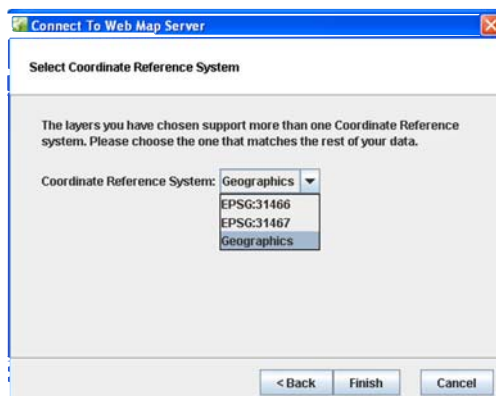 Connect To Web Map Server
Select Coordinate Reference System
The layers you have chosen support more than one Coordinate Reference
system. Please choose the one that matches the rest of your data.
Coordinate Reference System: Geographics
EPSG:31466
EPSG:31467
Geographics
< Back Finish Cancel